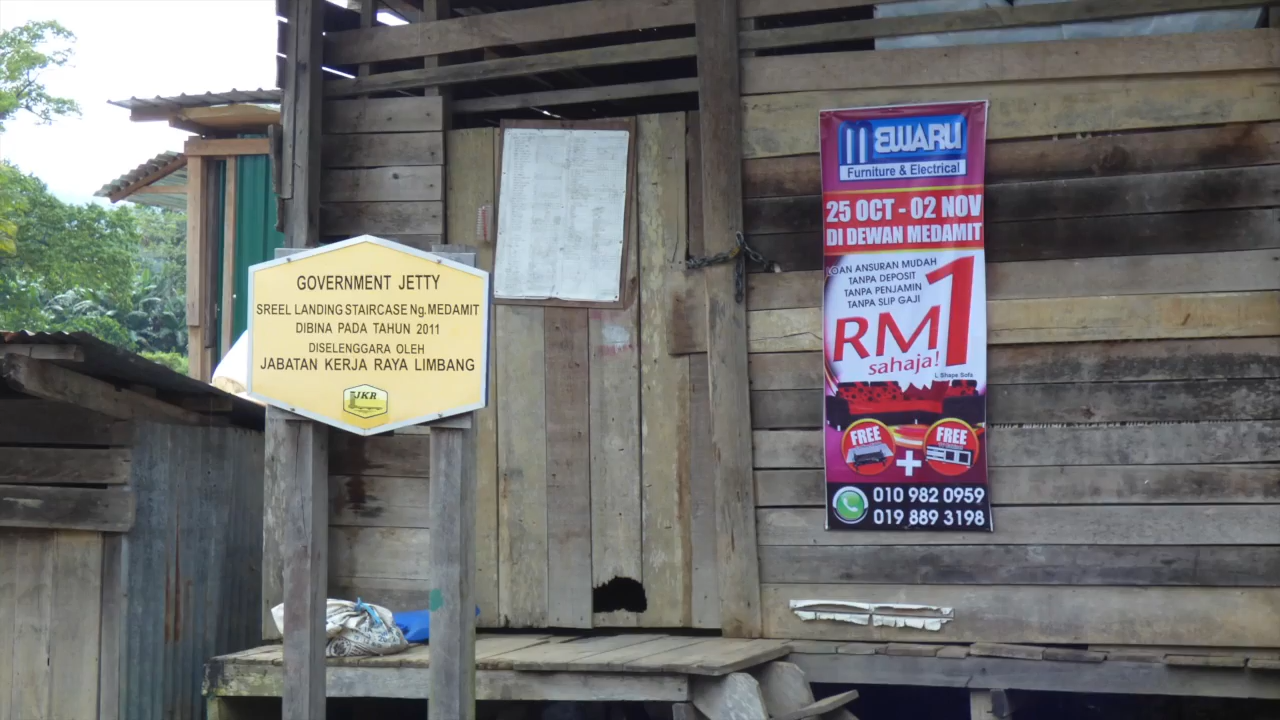 GOVERNMENT JETTY
SREEL LANDING STAIRCASE Ng. MEDAMIT
DIBINA PADA TAHUN 2011
DISELENGGARA OLEH
JABATAN KERJA RAYA LIMBANG
JKR
MEWARU
Furniture & Electrical
25 OCT - 02 NOV
DI DEWAN MEDAMIT
LOAN ANSURAN MUDAH
TANPA DEPOSIT
TANPA PENJAMIN
TANPA SLIP GAJI
RM1
sahaja!
L Shape Sofa
FREE + FREE
010 982 0959
019 889 3198